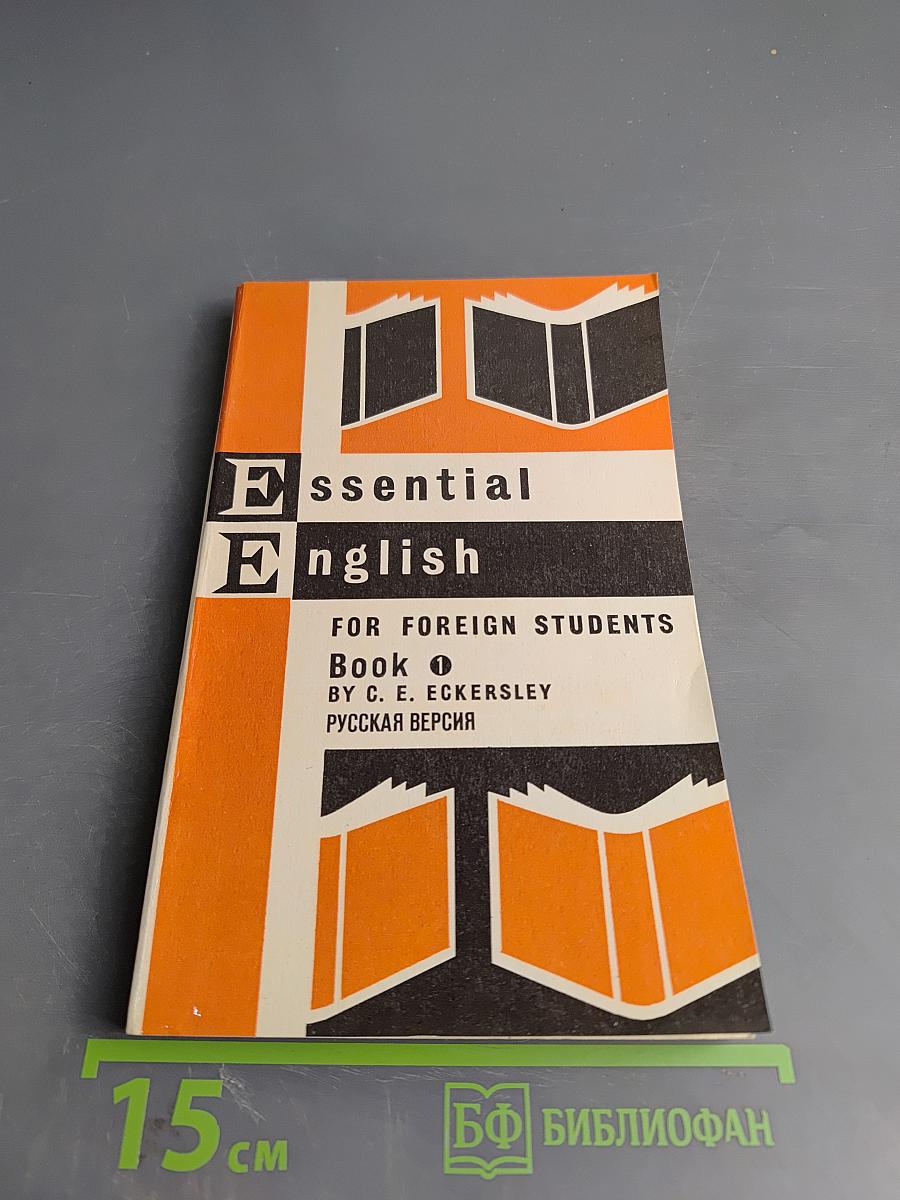 Essential
English
FOR FOREIGN STUDENTS
Book 1
BY C. E. ECKERSLEY
РУССКАЯ ВЕРСИЯ
15 см
БФ БИБЛИОФАН